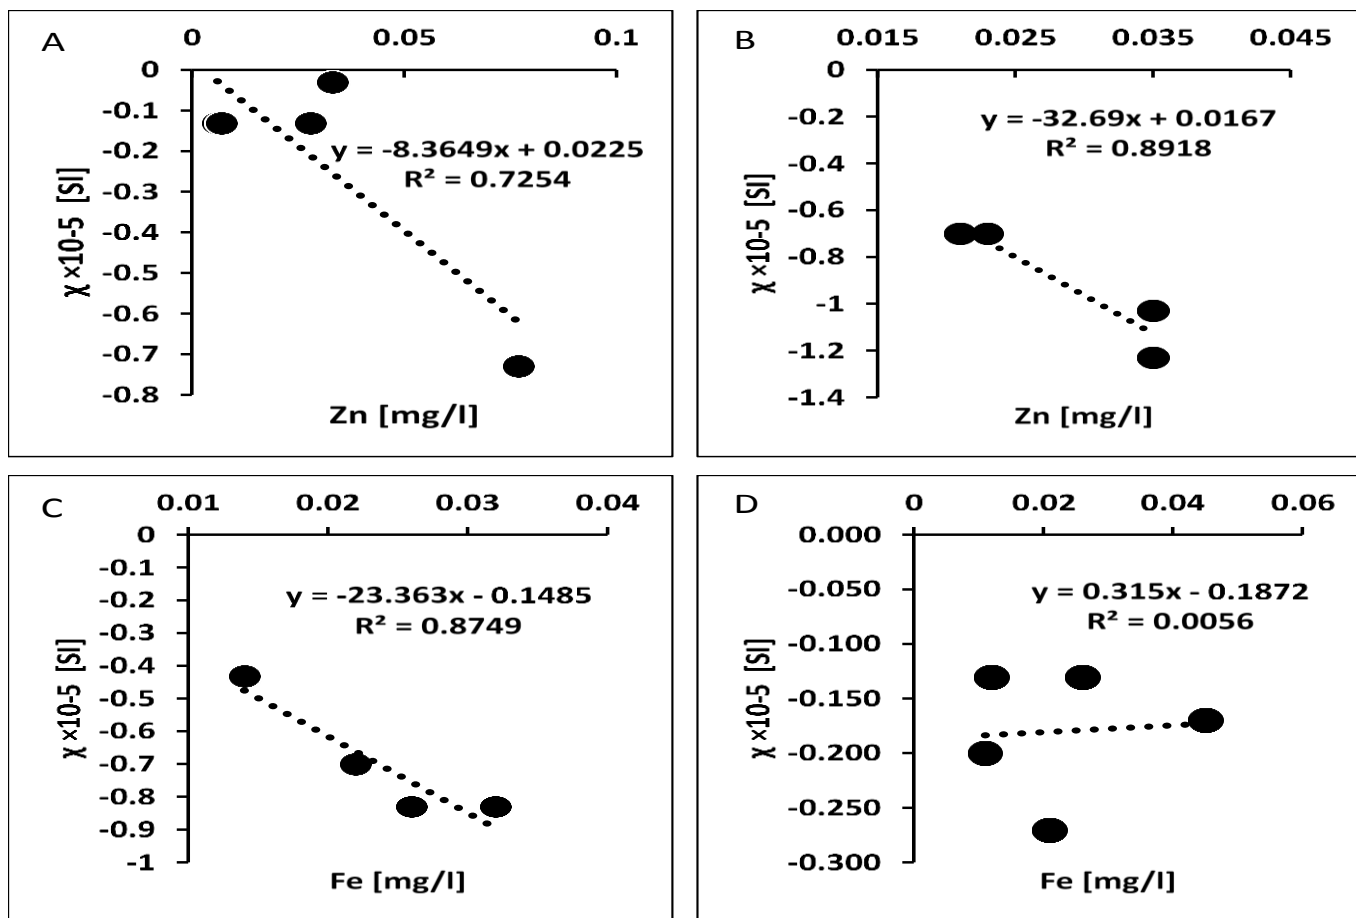 A
0 0.05 0.1
0
-0.1
-0.2
-0.3
-0.4
-0.5
-0.6
-0.7
-0.8
χ ×10-5 [SI]
y = -8.3649x + 0.0225
R² = 0.7254
Zn [mg/l]
B
0.015 0.025 0.035 0.045
0
-0.2
-0.4
-0.6
-0.8
-1
-1.2
-1.4
χ ×10-5 [SI]
y = -32.69x + 0.0167
R² = 0.8918
Zn [mg/l]
C
0.01 0.02 0.03 0.04
0
-0.1
-0.2
-0.3
-0.4
-0.5
-0.6
-0.7
-0.8
-0.9
-1
χ ×10-5 [SI]
y = -23.363x - 0.1485
R² = 0.8749
Fe [mg/l]
D
0 0.02 0.04 0.06
0.000
-0.050
-0.100
-0.150
-0.200
-0.250
-0.300
χ ×10-5 [SI]
y = 0.315x - 0.1872
R² = 0.0056
Fe [mg/l]